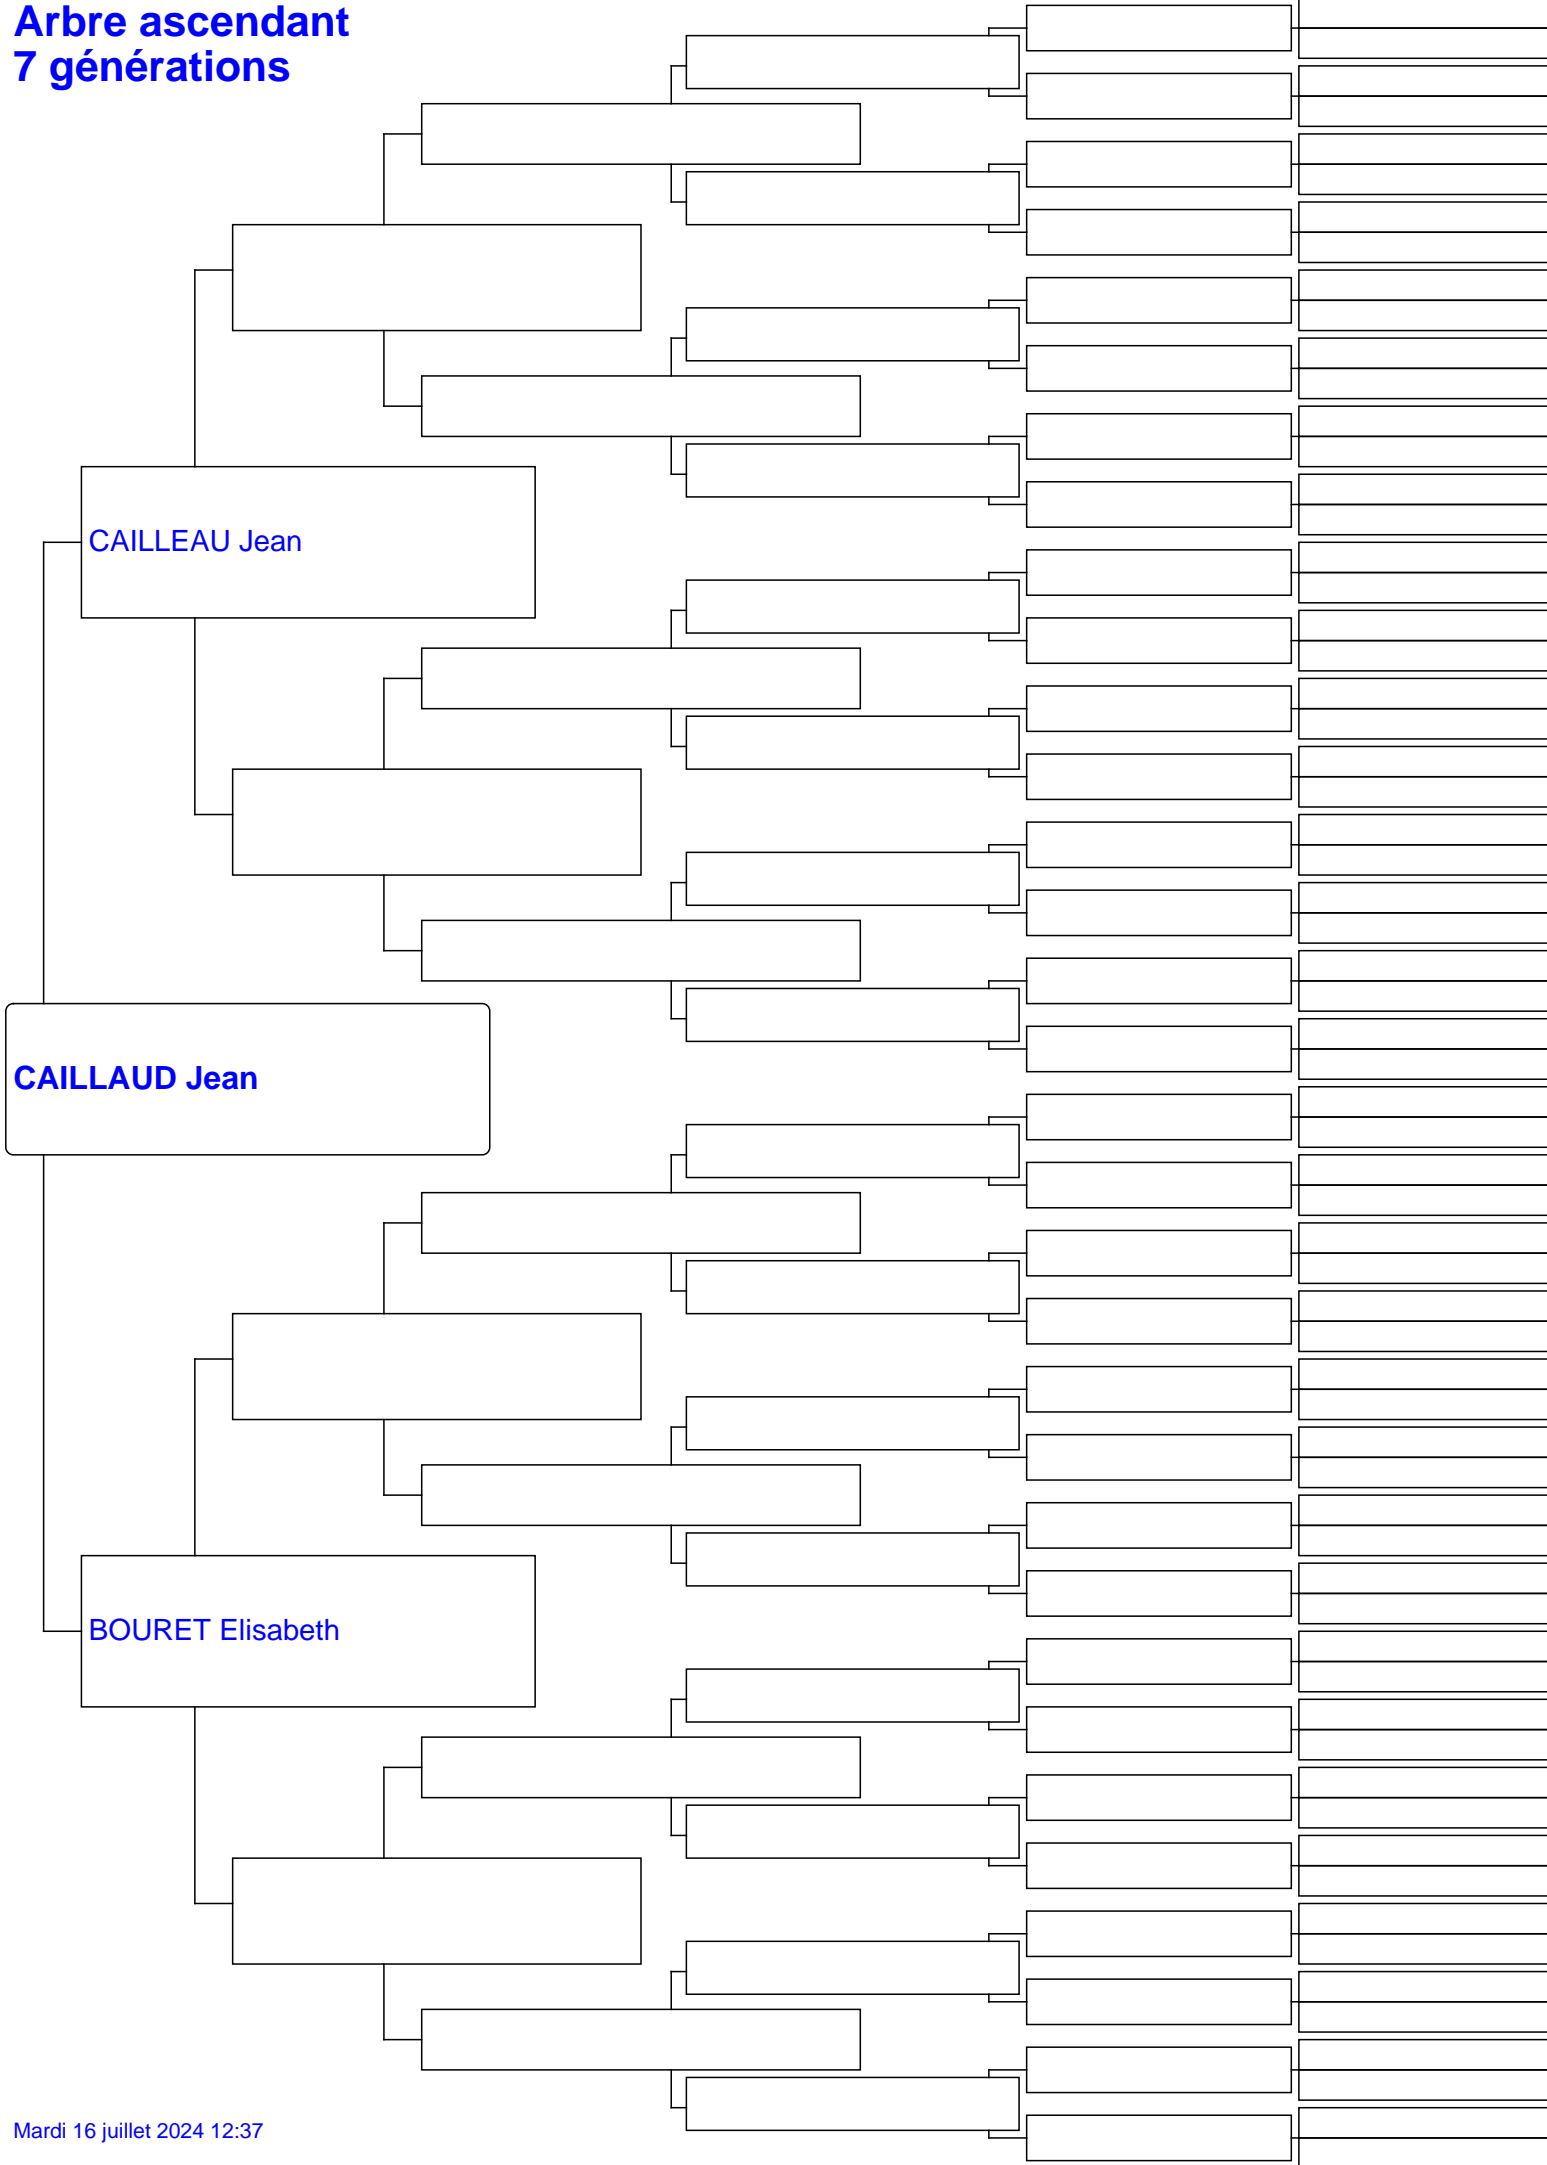 Arbre ascendant
7 générations
CAILLEAU Jean
CAILLAUD Jean
BOURET Elisabeth
Mardi 16 juillet 2024 12:37